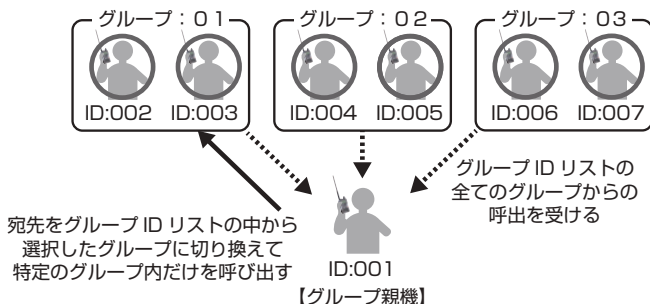 グループ：０１
グループ：０２
グループ：０３
ID:002
ID:003
ID:004
ID:005
ID:006
ID:007
宛先をグループ ID リストの中から
選択したグループに切り換えて
特定のグループ内だけを呼び出す
グループ ID リストの
全てのグループからの
呼出を受ける
ID:001
【グループ親機】